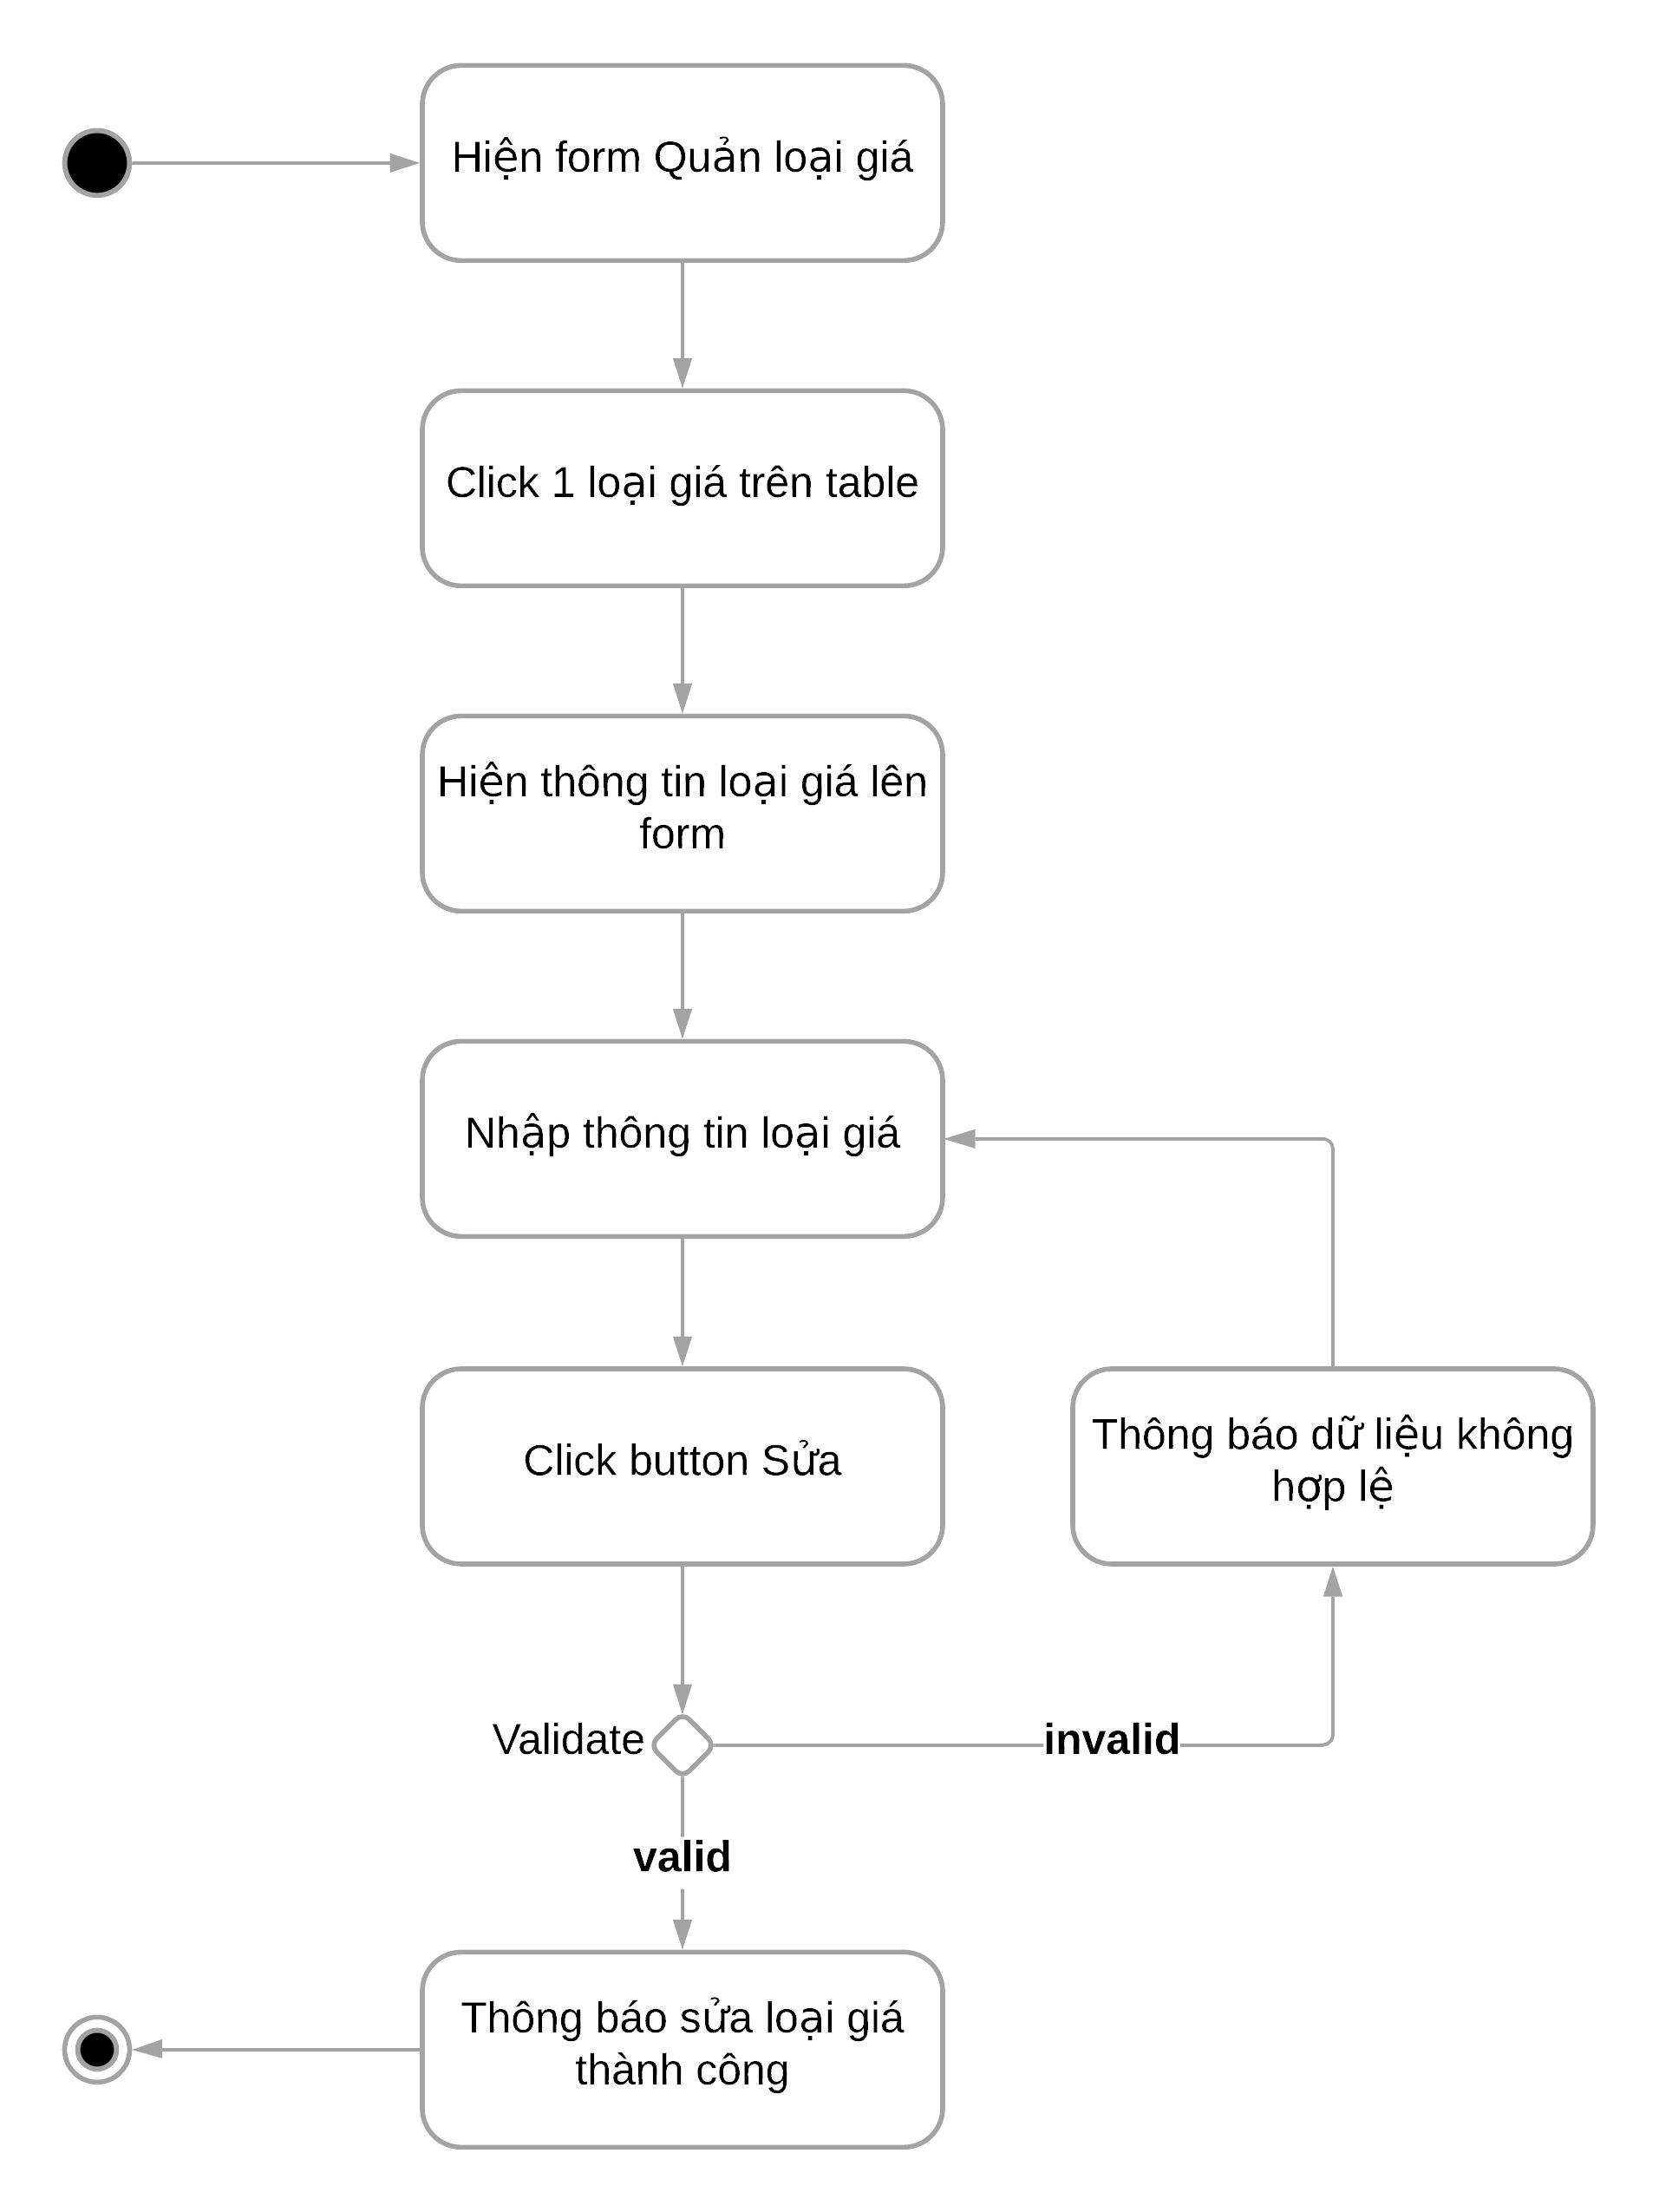 Hiện form Quản loại giá
Click 1 loại giá trên table
Hiện thông tin loại giá lên
form
Nhập thông tin loại giá
Click button Sửa
Thông báo dữ liệu không
hợp lệ
Validate
invalid
valid
Thông báo sửa loại giá
thành công